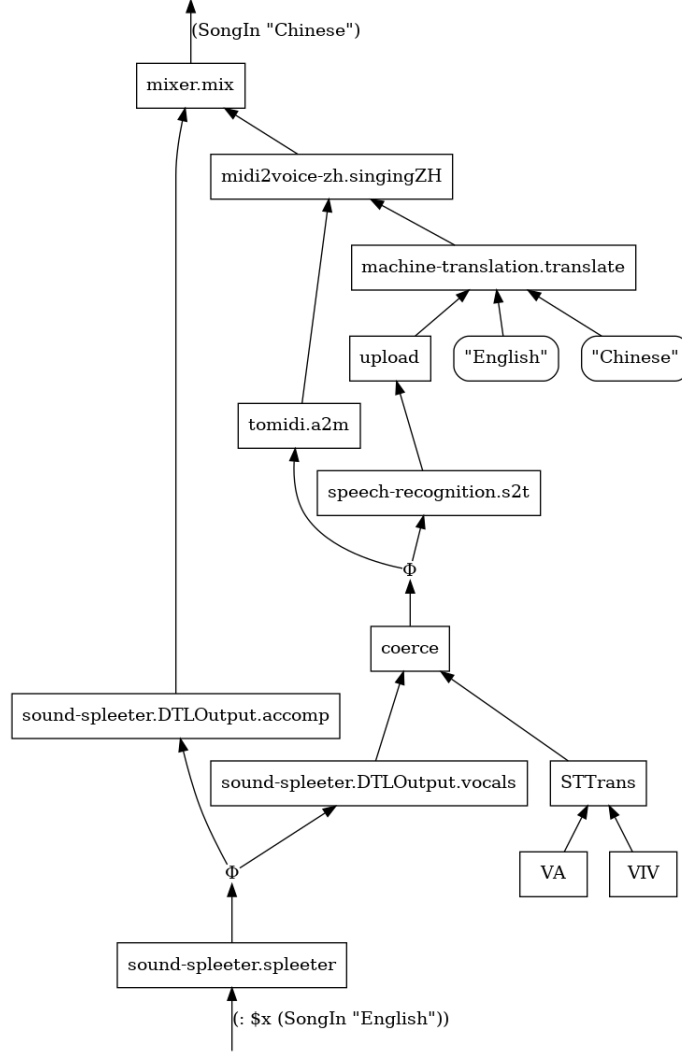 (SongIn "Chinese")
mixer.mix
midi2voice-zh.singingZH
machine-translation.translate
upload
"English"
"Chinese"
tomidi.a2m
speech-recognition.s2t
Φ
coerce
sound-spleeter.DTLOutput.accomp
sound-spleeter.DTLOutput.vocals
STTrans
Φ
VA
VIV
sound-spleeter.spleeter
(: $x (SongIn "English"))